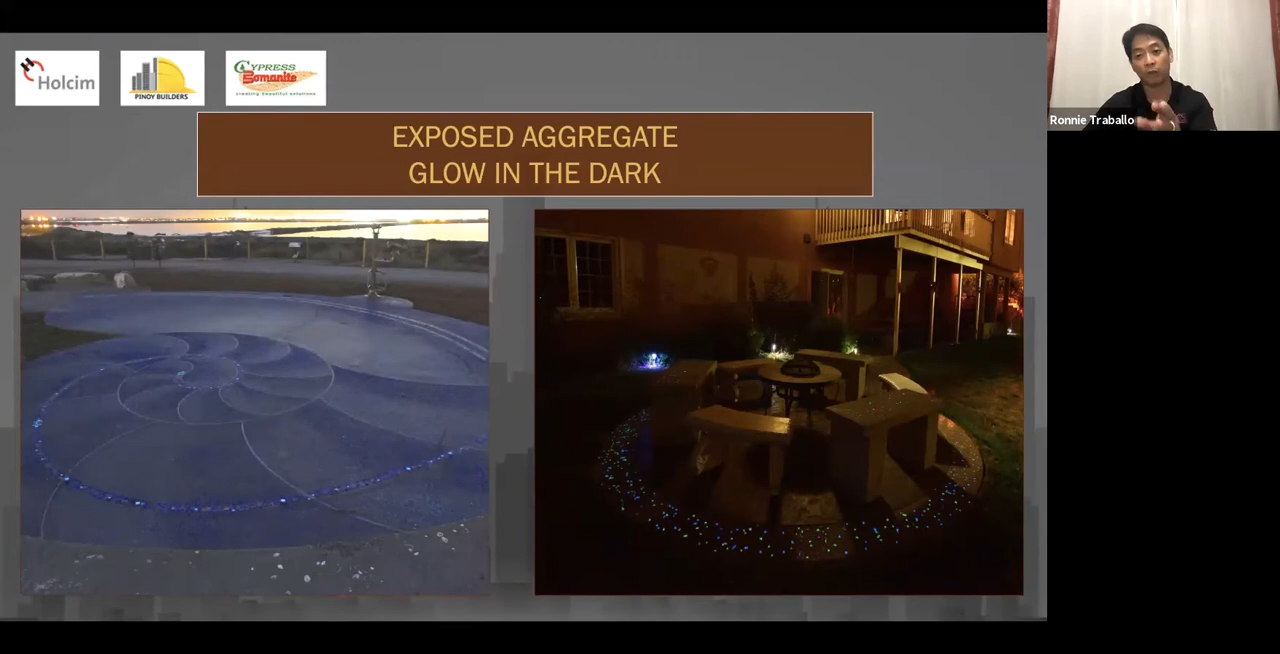 Holcim
PINOY BUILDERS
CYPRESS
Bomanite
creating beautiful solutions
EXPOSED AGGREGATE
GLOW IN THE DARK
Ronnie Traballo